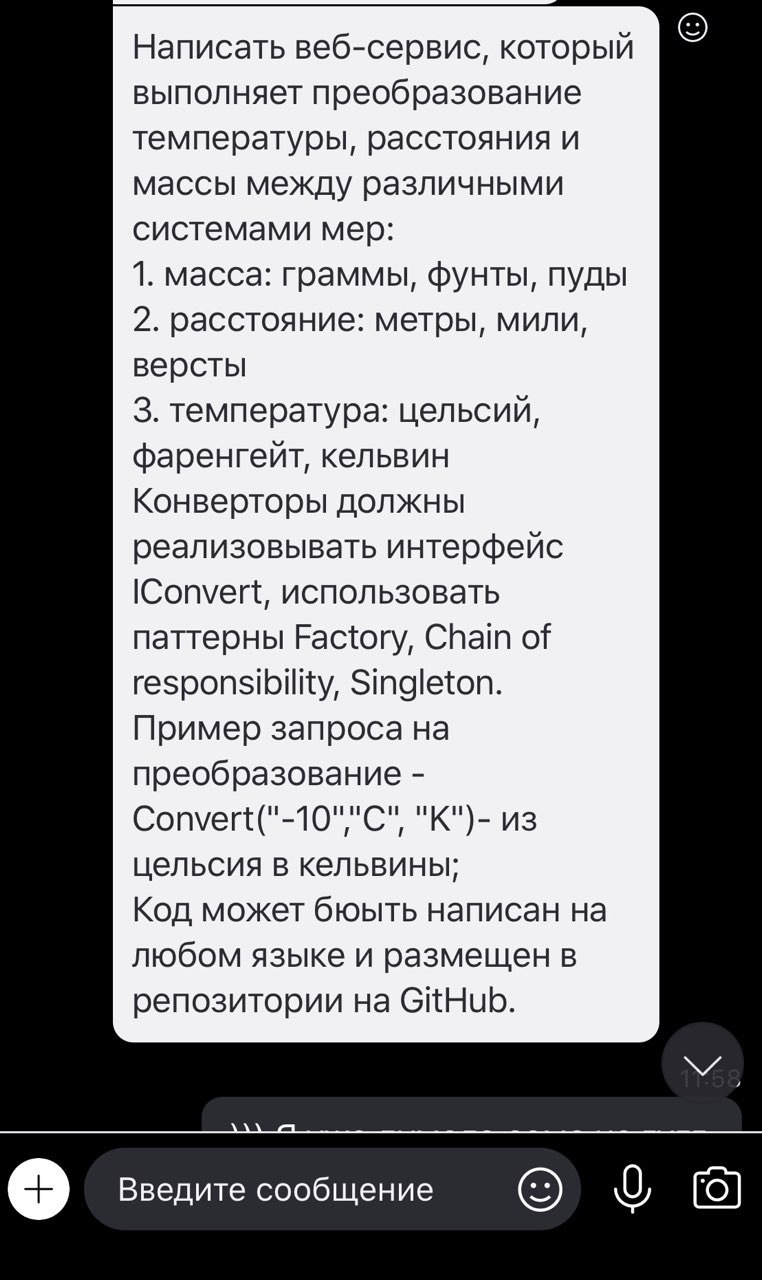 Написать веб-сервис, который
выполняет преобразование
температуры, расстояния и
массы между различными
системами мер:
1. масса: граммы, фунты, пуды
2. расстояние: метры, мили,
версты
3. температура: цельсий,
фаренгейт, кельвин
Конверторы должны
реализовывать интерфейс
IConvert, использовать
паттерны Factory, Chain of
responsibility, Singleton.
Пример запроса на
преобразование -
Convert("-10","C", "K")- из
цельсия в кельвины;
Код может бюыть написан на
любом языке и размещен в
репозитории на GitHub.
11:58
))) Я
Введите сообщение